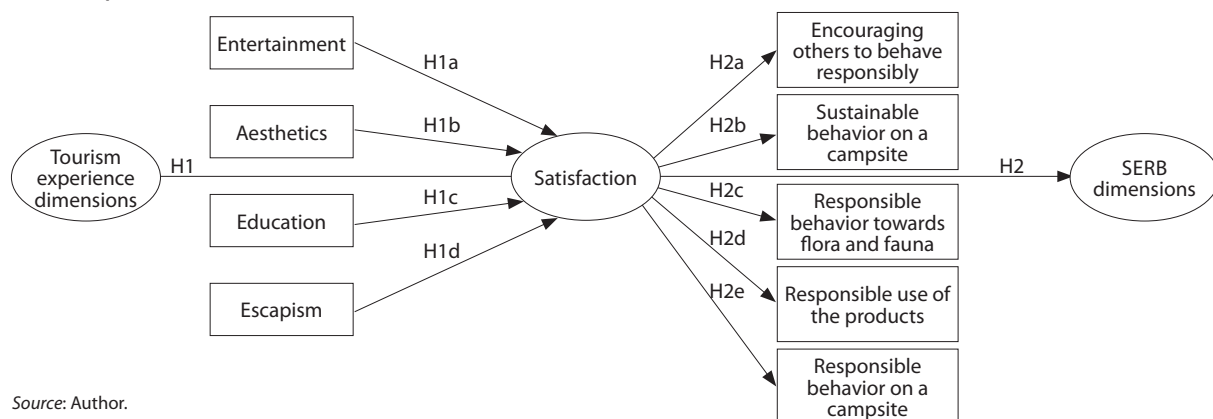 Entertainment
Aesthetics
Education
Escapism
Tourism
experience
dimensions
H1
H1a
H1b
H1c
H1d
Satisfaction
H2a
H2b
H2c
H2d
H2e
Encouraging
others to behave
responsibly
Sustainable
behavior on a
campsite
Responsible
behavior towards
flora and fauna
Responsible use of
the products
Responsible
behavior on a
campsite
H2
SERB
dimensions
Source: Author.